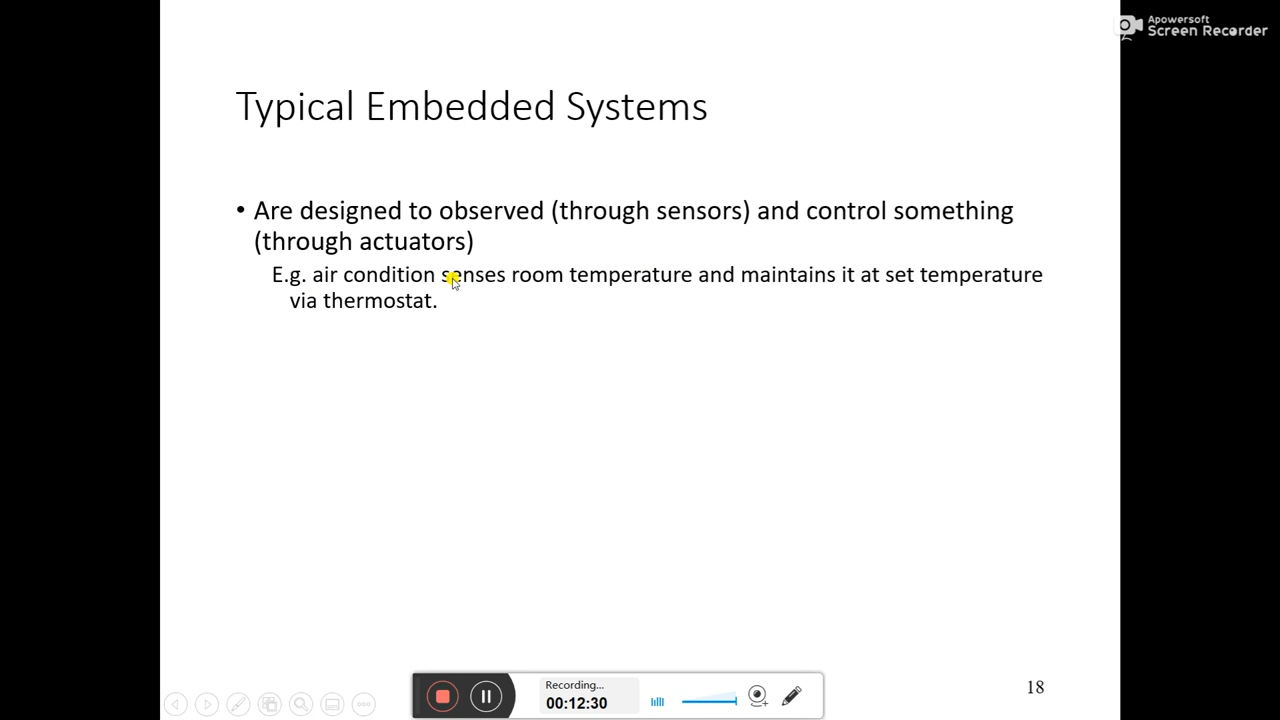 Apowersoft
Screen Recorder
Typical Embedded Systems
• Are designed to observed (through sensors) and control something
(through actuators)
E.g. air condition senses room temperature and maintains it at set temperature
via thermostat.
Recording...
00:12:30
18